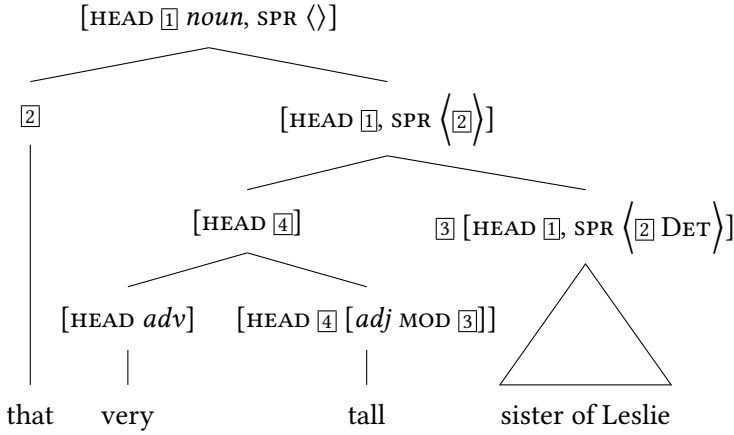 [HEAD 1 noun, SPR ⟨⟩]
2 [HEAD 1, SPR ⟨2⟩]
[HEAD 4] 3 [HEAD 1, SPR ⟨2 DET⟩]
[HEAD adv] [HEAD 4 [adj MOD 3]]
that very tall sister of Leslie